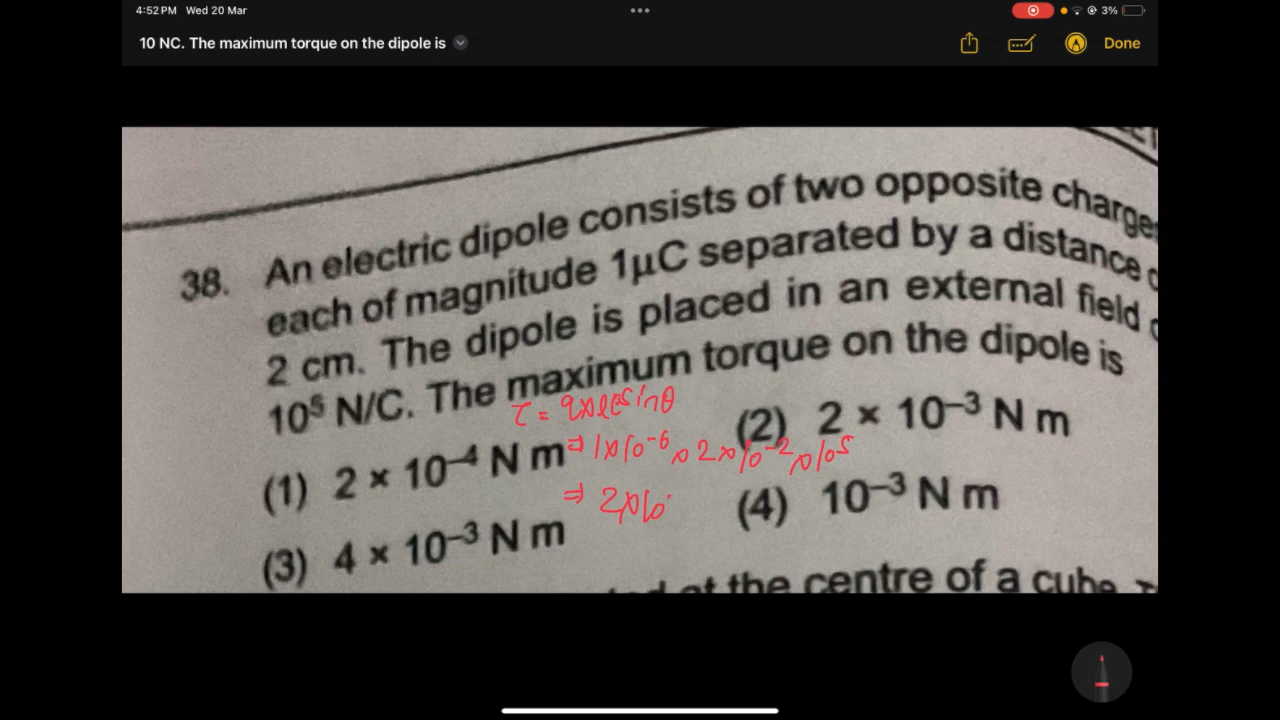 4:52 PM Wed 20 Mar
3%
10 NC. The maximum torque on the dipole is
Done
38. An electric dipole consists of two opposite charge
each of magnitude 1μC separated by a distance
2 cm. The dipole is placed in an external field
10⁵ N/C. The maximum torque on the dipole is
τ = q×lE sinθ
(1) 2 × 10⁻⁴ N m
(2) 2 × 10⁻³ N m
⇒ 1×10⁻⁶ × 2×10⁻² × 10⁵
⇒ 2×10
(3) 4 × 10⁻³ N m
(4) 10⁻³ N m
at the centre of a cube